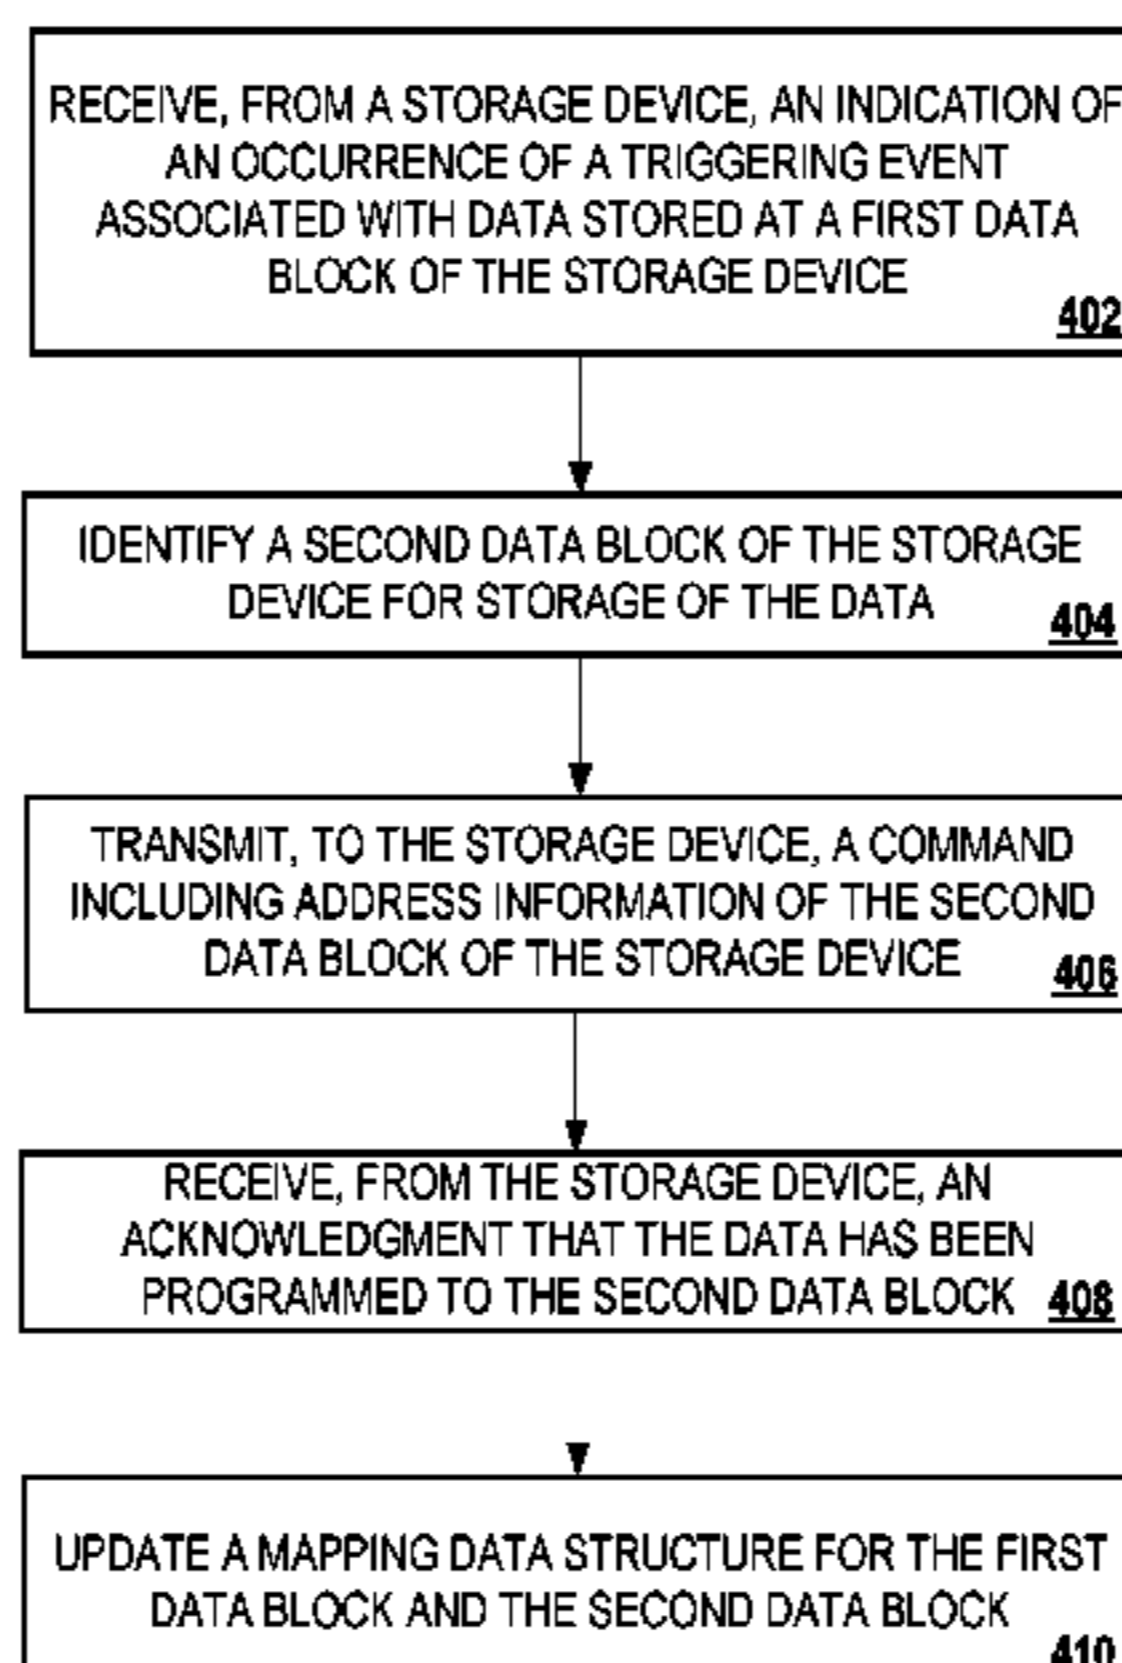 RECEIVE, FROM A STORAGE DEVICE, AN INDICATION OF
AN OCCURRENCE OF A TRIGGERING EVENT
ASSOCIATED WITH DATA STORED AT A FIRST DATA
BLOCK OF THE STORAGE DEVICE
402
IDENTIFY A SECOND DATA BLOCK OF THE STORAGE
DEVICE FOR STORAGE OF THE DATA
404
TRANSMIT, TO THE STORAGE DEVICE, A COMMAND
INCLUDING ADDRESS INFORMATION OF THE SECOND
DATA BLOCK OF THE STORAGE DEVICE
406
RECEIVE, FROM THE STORAGE DEVICE, AN
ACKNOWLEDGMENT THAT THE DATA HAS BEEN
PROGRAMMED TO THE SECOND DATA BLOCK 408
UPDATE A MAPPING DATA STRUCTURE FOR THE FIRST
DATA BLOCK AND THE SECOND DATA BLOCK
410